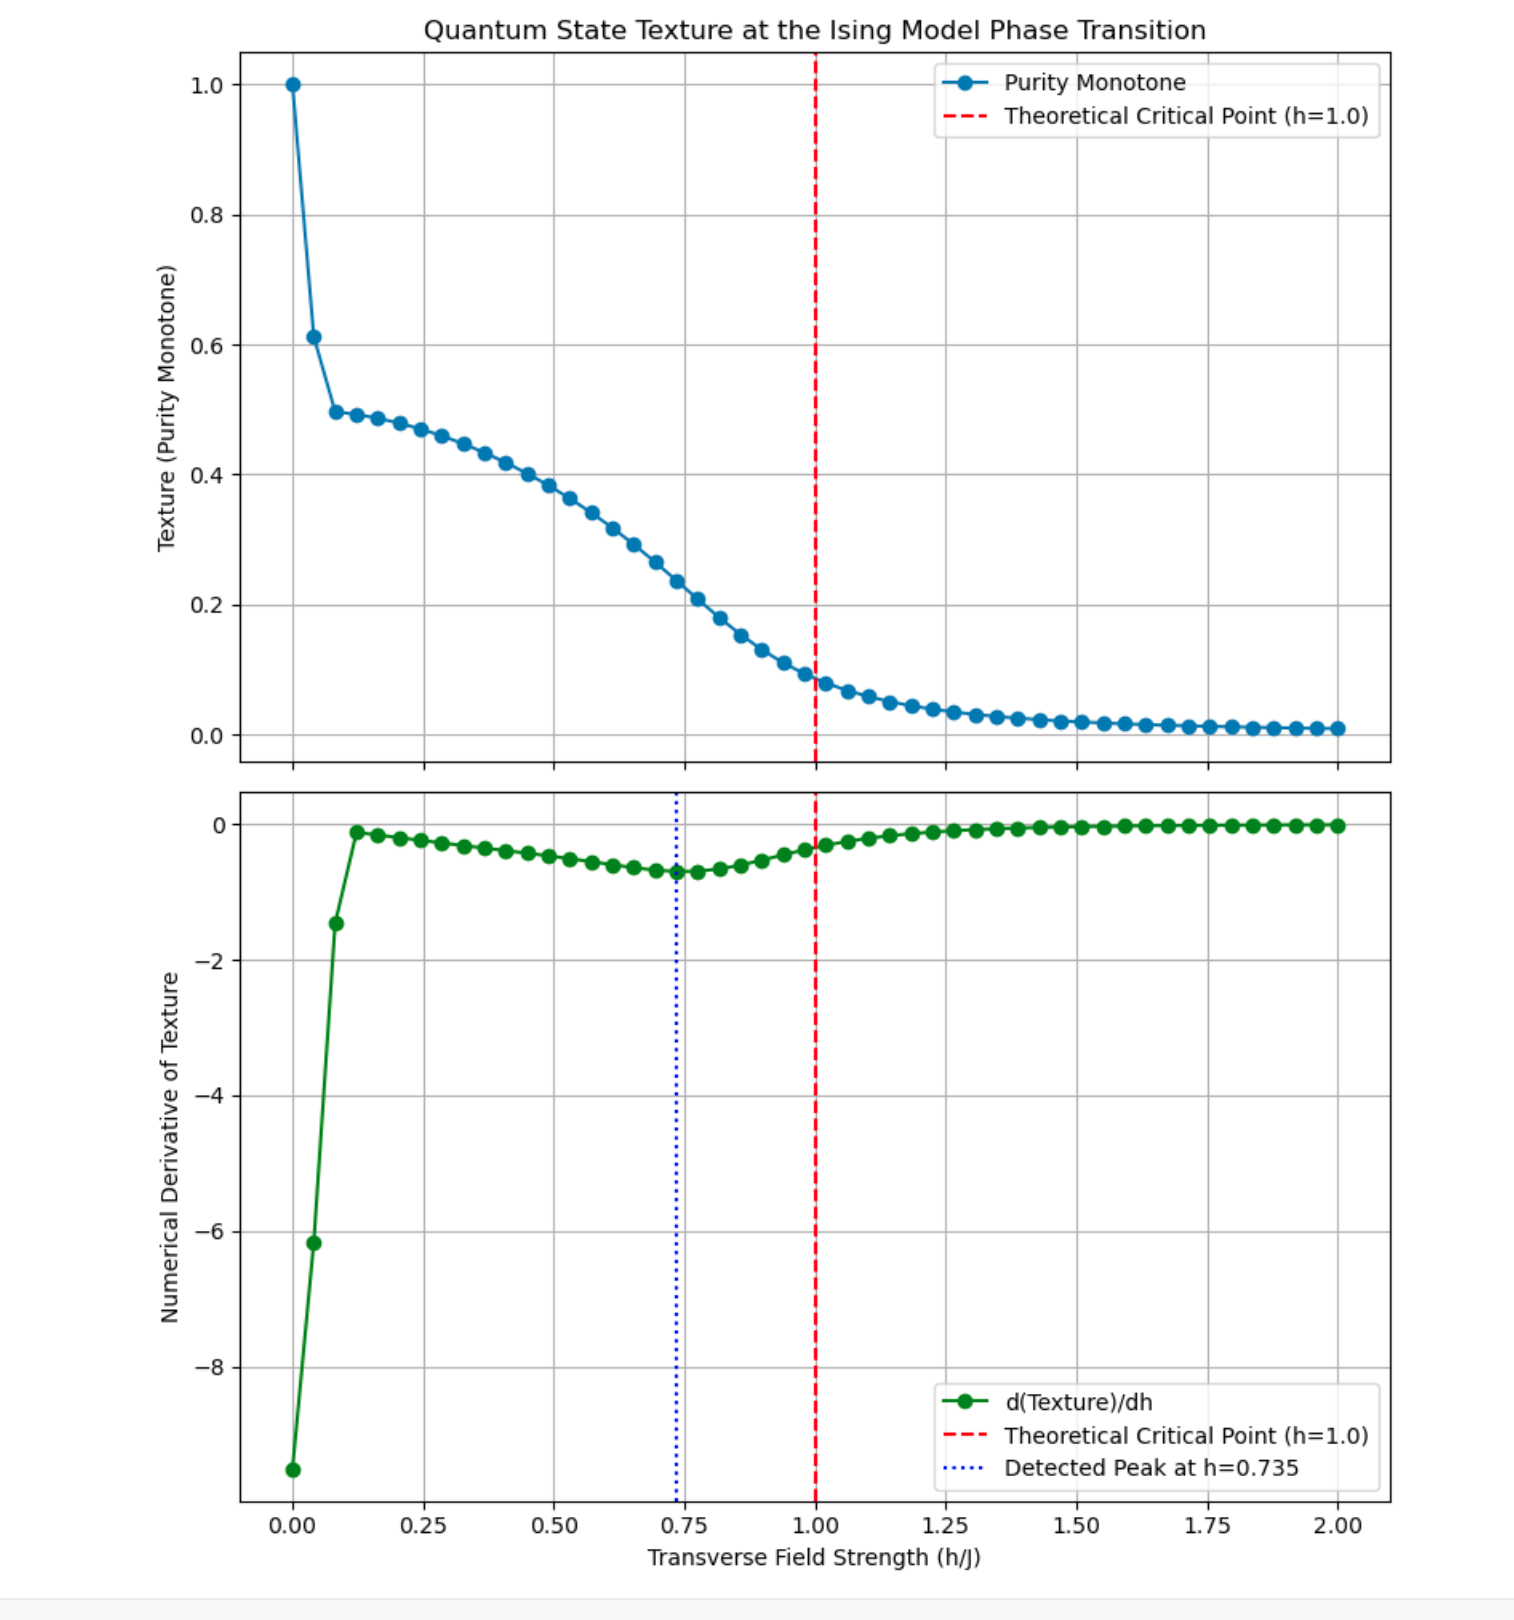 Quantum State Texture at the Ising Model Phase Transition
Purity Monotone
Theoretical Critical Point (h=1.0)
Texture (Purity Monotone)
1.0
0.8
0.6
0.4
0.2
0.0
Numerical Derivative of Texture
0
−2
−4
−6
−8
d(Texture)/dh
Theoretical Critical Point (h=1.0)
Detected Peak at h=0.735
0.00 0.25 0.50 0.75 1.00 1.25 1.50 1.75 2.00
Transverse Field Strength (h/J)